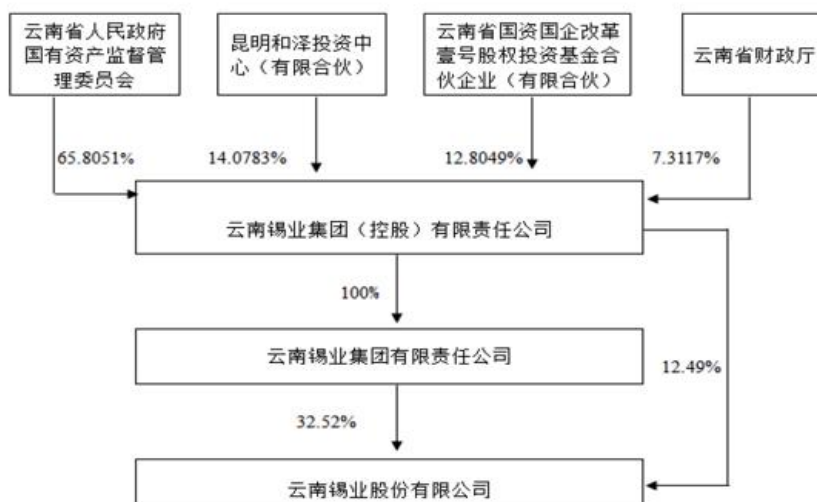 云南省人民政府
国有资产监督管
理委员会
昆明和泽投资中
心（有限合伙）
云南省国资国企改革
壹号股权投资基金合
伙企业（有限合伙）
云南省财政厅
65.8051%
14.0783%
12.8049%
7.3117%
云南锡业集团（控股）有限责任公司
100%
云南锡业集团有限责任公司
12.49%
32.52%
云南锡业股份有限公司